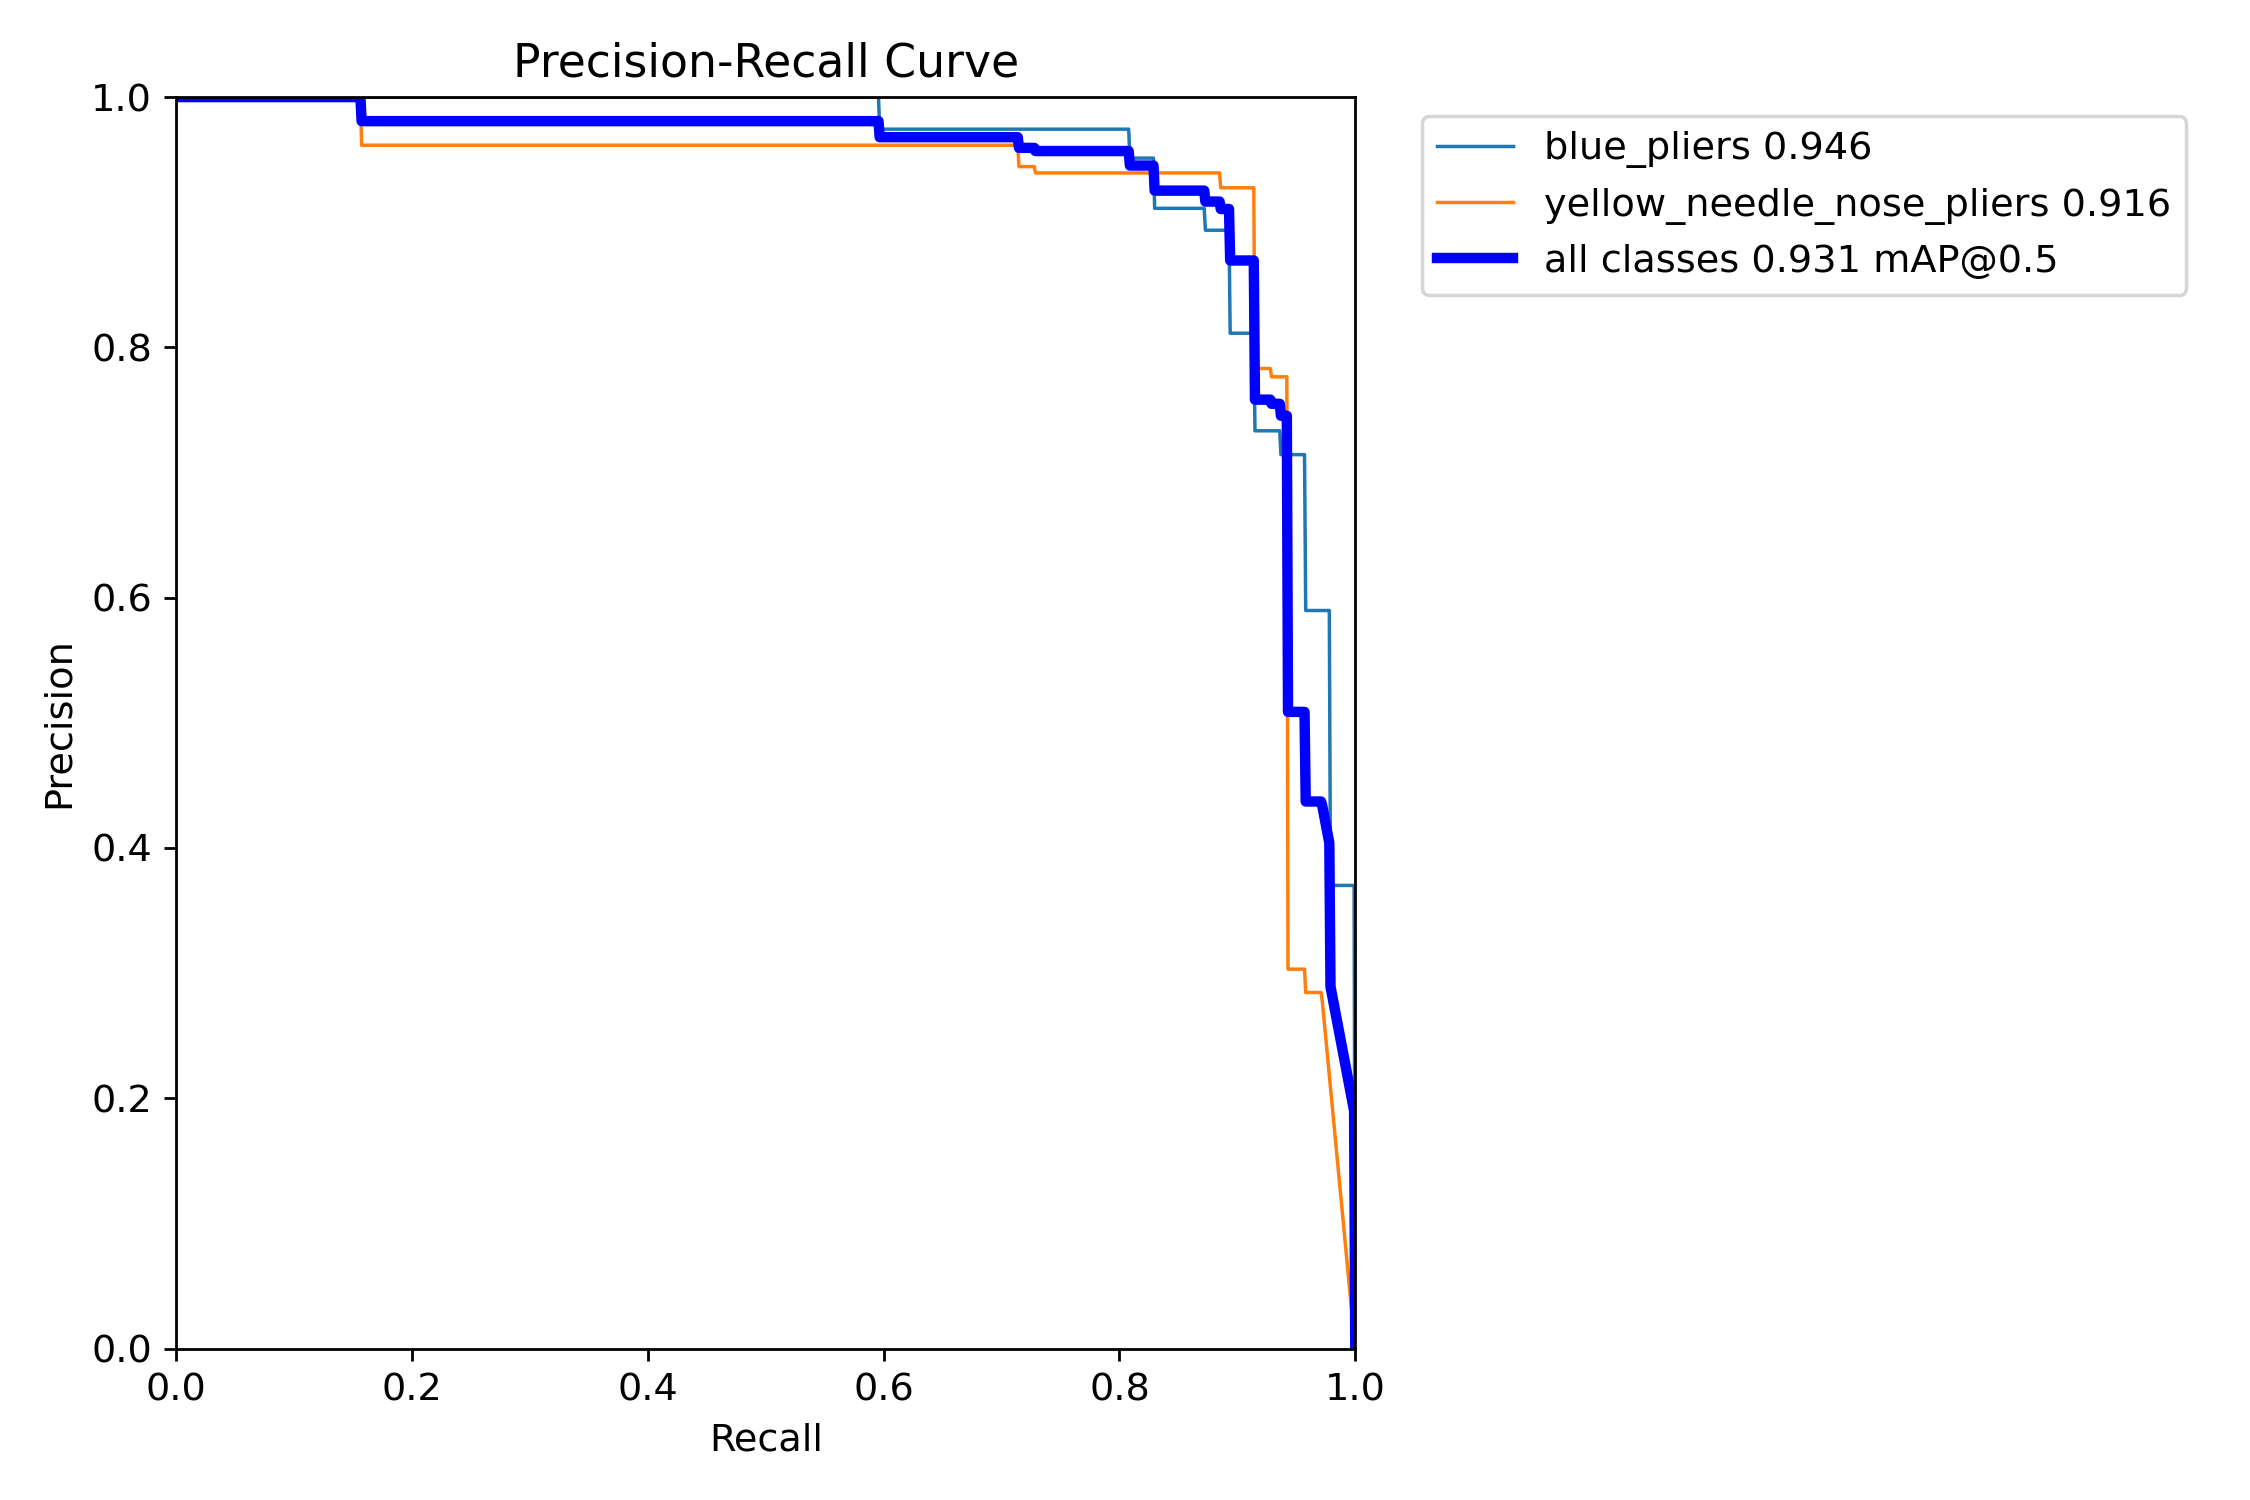 Precision-Recall Curve
1.0
0.8
0.6
0.4
0.2
0.0
Precision
0.0 0.2 0.4 0.6 0.8 1.0
Recall
blue_pliers 0.946
yellow_needle_nose_pliers 0.916
all classes 0.931 mAP@0.5